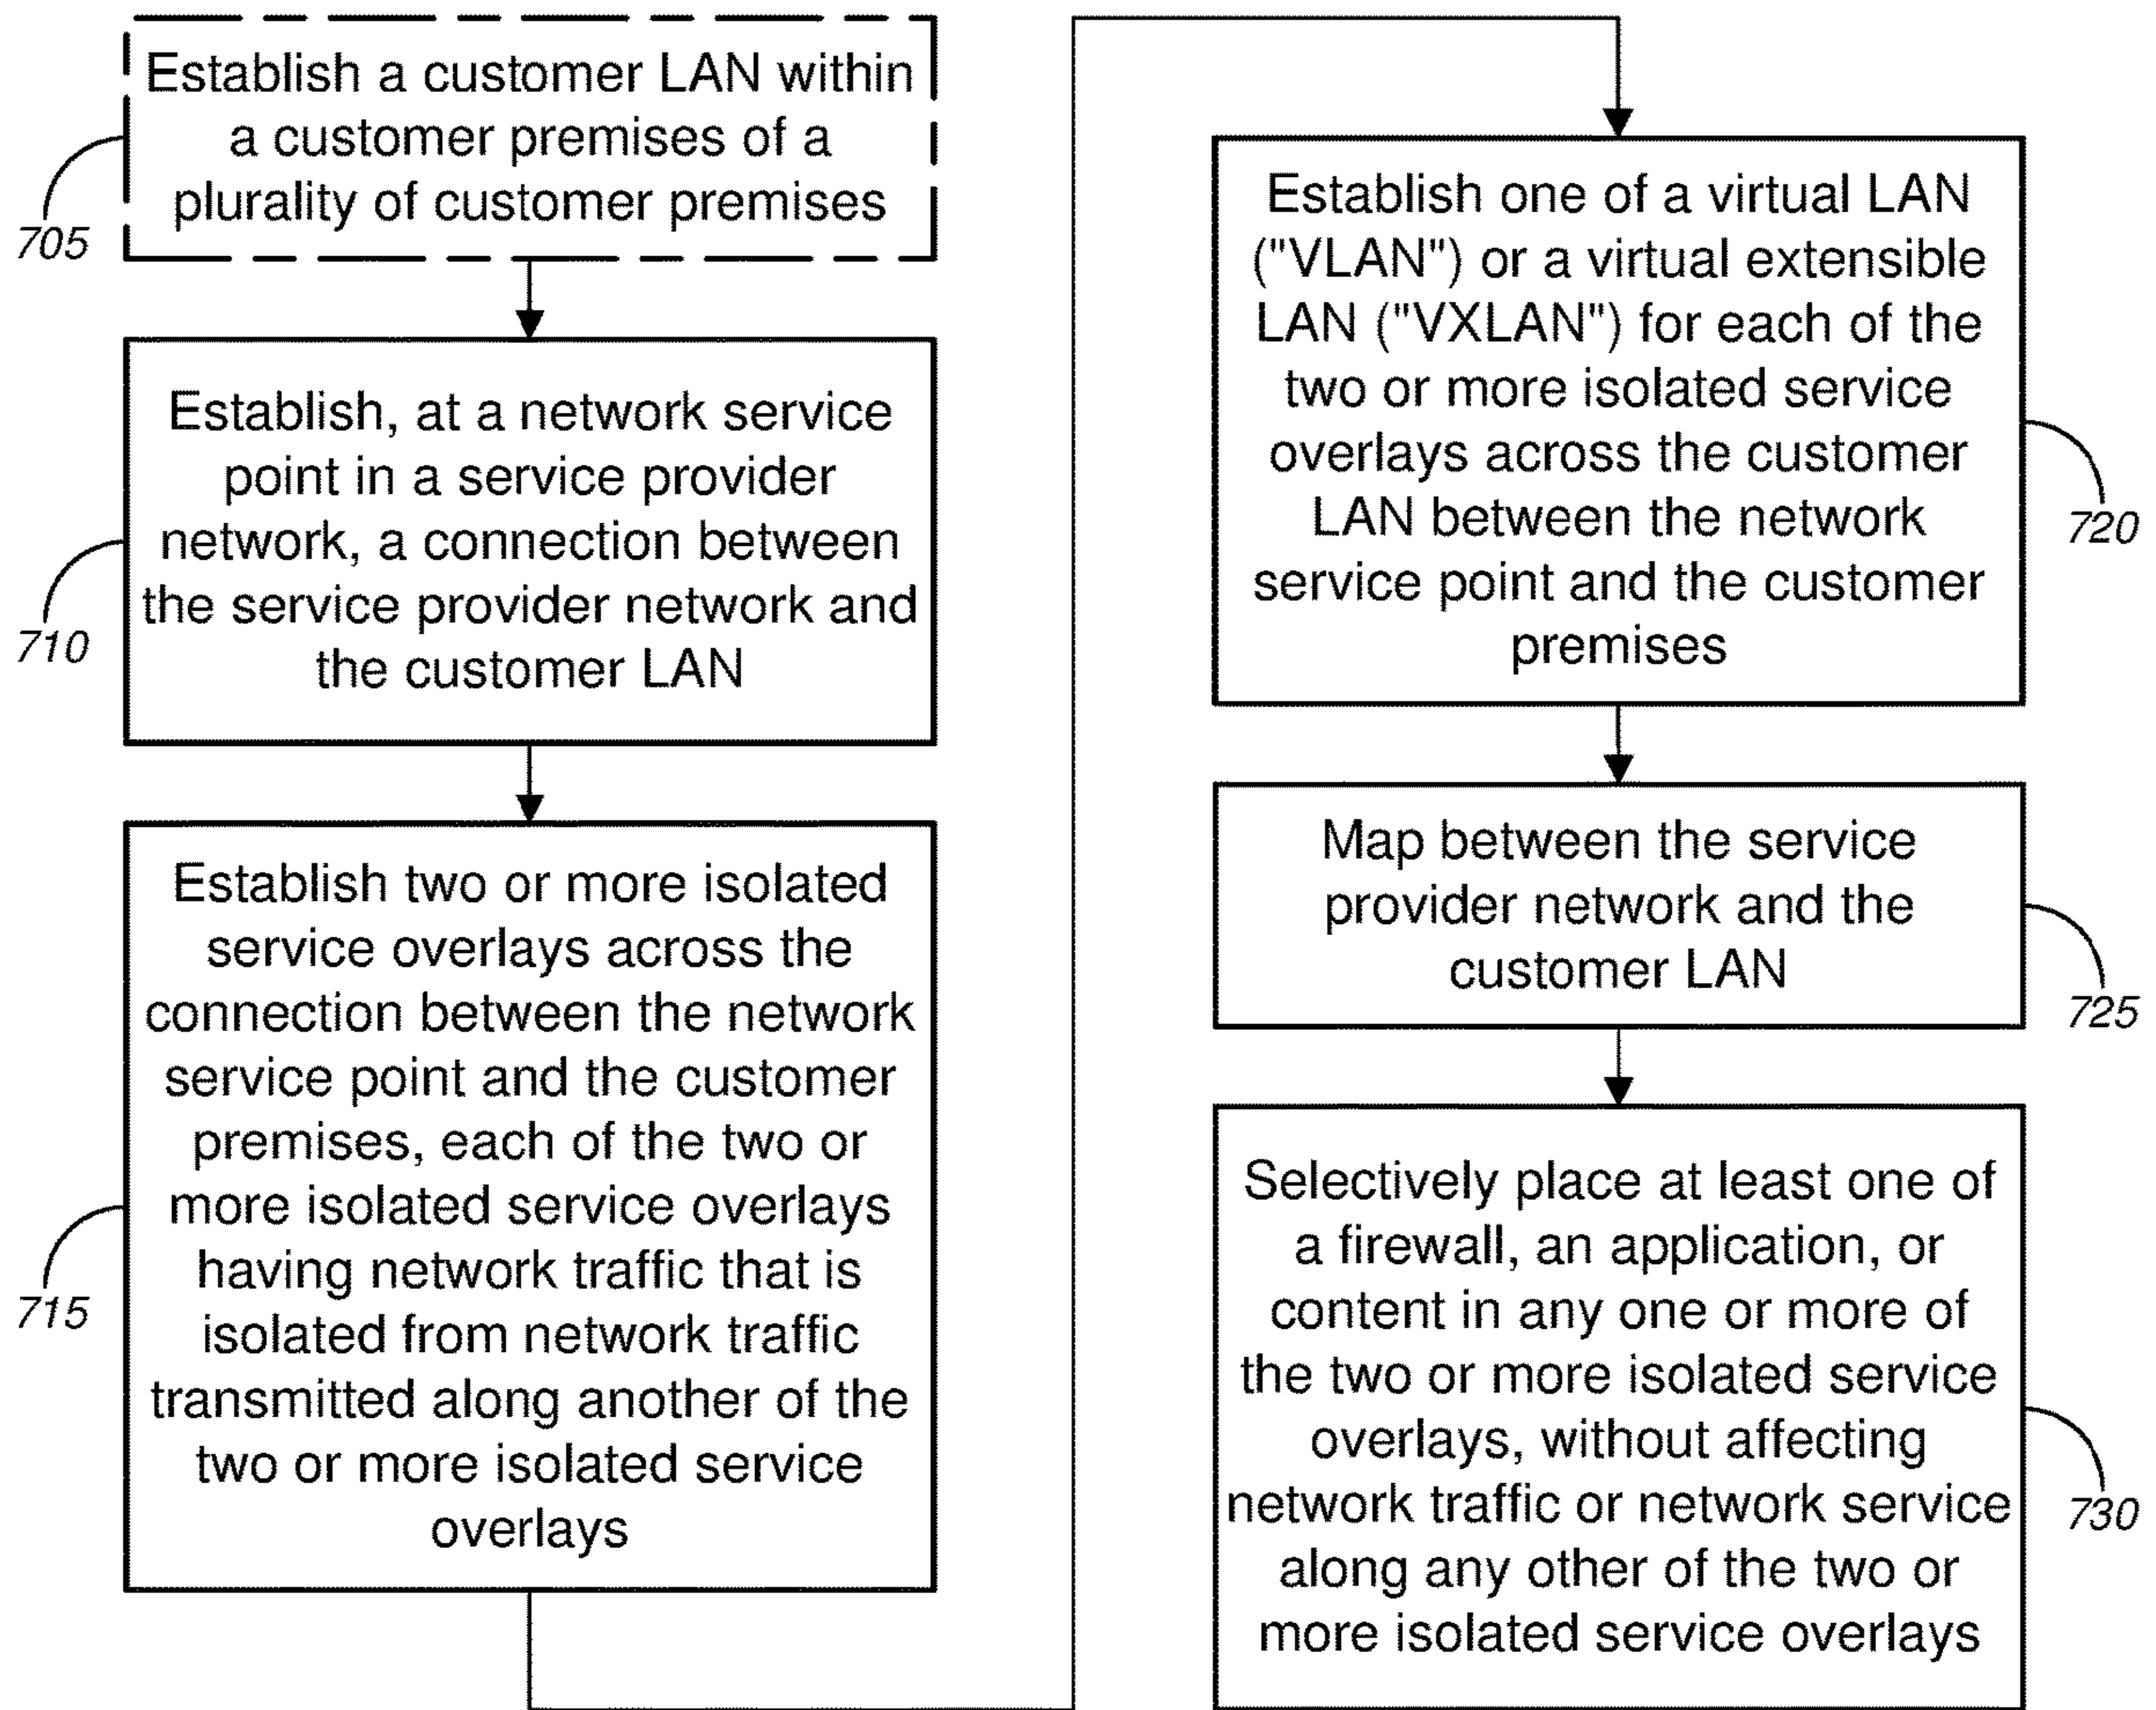 Establish a customer LAN within
a customer premises of a
plurality of customer premises
705
Establish, at a network service
point in a service provider
network, a connection between
the service provider network and
the customer LAN
710
Establish two or more isolated
service overlays across the
connection between the network
service point and the customer
premises, each of the two or
more isolated service overlays
having network traffic that is
isolated from network traffic
transmitted along another of the
two or more isolated service
overlays
715
Establish one of a virtual LAN
("VLAN") or a virtual extensible
LAN ("VXLAN") for each of the
two or more isolated service
overlays across the customer
LAN between the network
service point and the customer
premises
720
Map between the service
provider network and the
customer LAN
725
Selectively place at least one of
a firewall, an application, or
content in any one or more of
the two or more isolated service
overlays, without affecting
network traffic or network service
along any other of the two or
more isolated service overlays
730